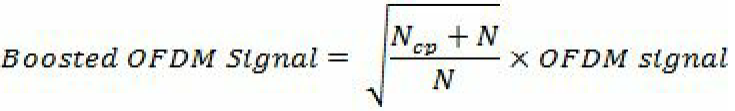 Boosted OFDM Signal = √((N_cp + N)/N) × OFDM signal